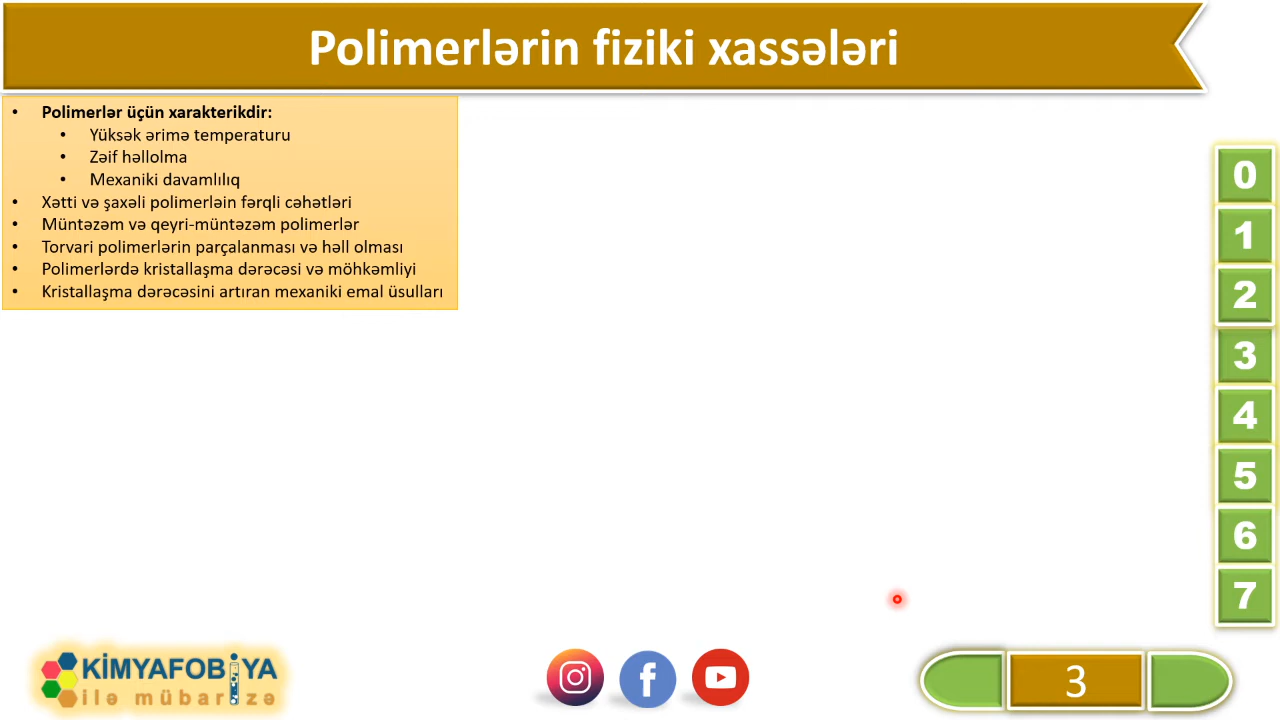 Polimerlərin fiziki xassələri
• Polimerlər üçün xarakterikdir:
• Yüksək ərimə temperaturu
• Zəif həllolma
• Mexaniki davamlılıq
• Xətti və şaxəli polimerləin fərqli cəhətləri
• Müntəzəm və qeyri-müntəzəm polimerlər
• Torvari polimerlərin parçalanması və həll olması
• Polimerlərdə kristallaşma dərəcəsi və möhkəmliyi
• Kristallaşma dərəcəsini artıran mexaniki emal üsulları
0
1
2
3
4
5
6
7
KİMYAFOBİYA
ilə mübarizə
3